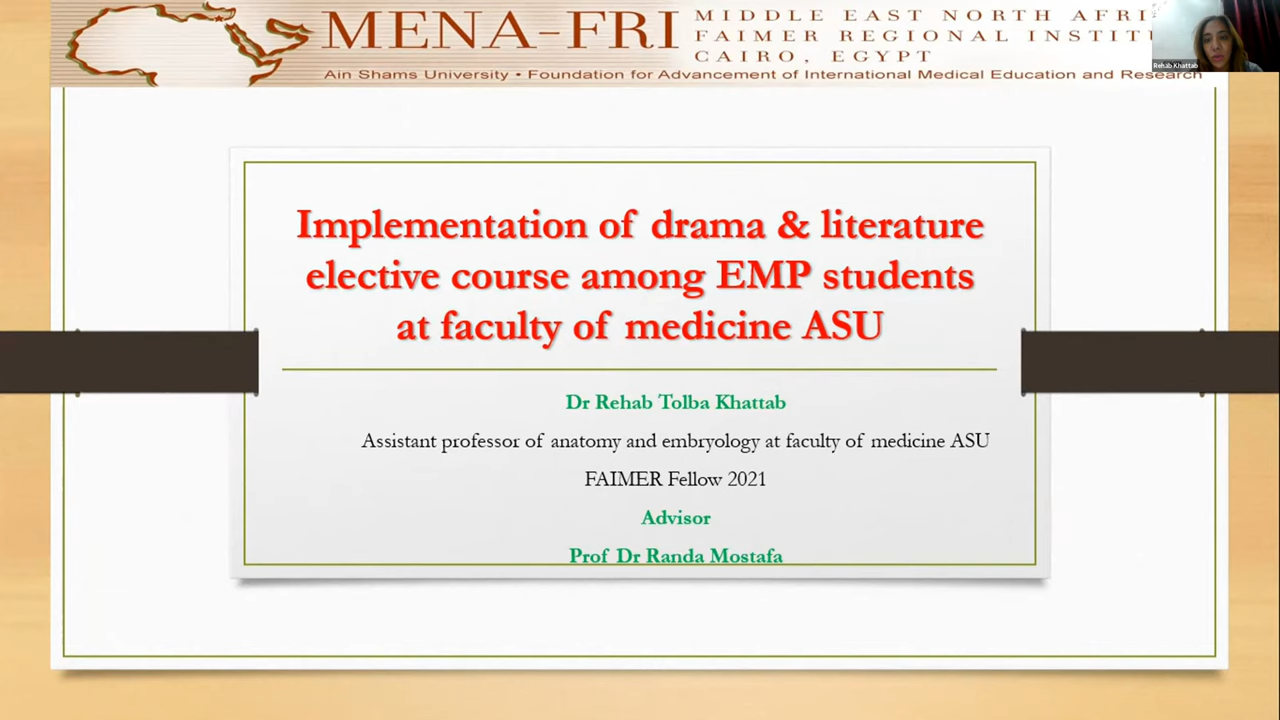 MENA-FRI
MIDDLE EAST NORTH AFRI
FAIMER REGIONAL INSTIT
CAIRO, EGYPT
Ain Shams University • Foundation for Advancement of International Medical Education and Research
Rehab Khattab
Implementation of drama & literature
elective course among EMP students
at faculty of medicine ASU
Dr Rehab Tolba Khattab
Assistant professor of anatomy and embryology at faculty of medicine ASU
FAIMER Fellow 2021
Advisor
Prof Dr Randa Mostafa